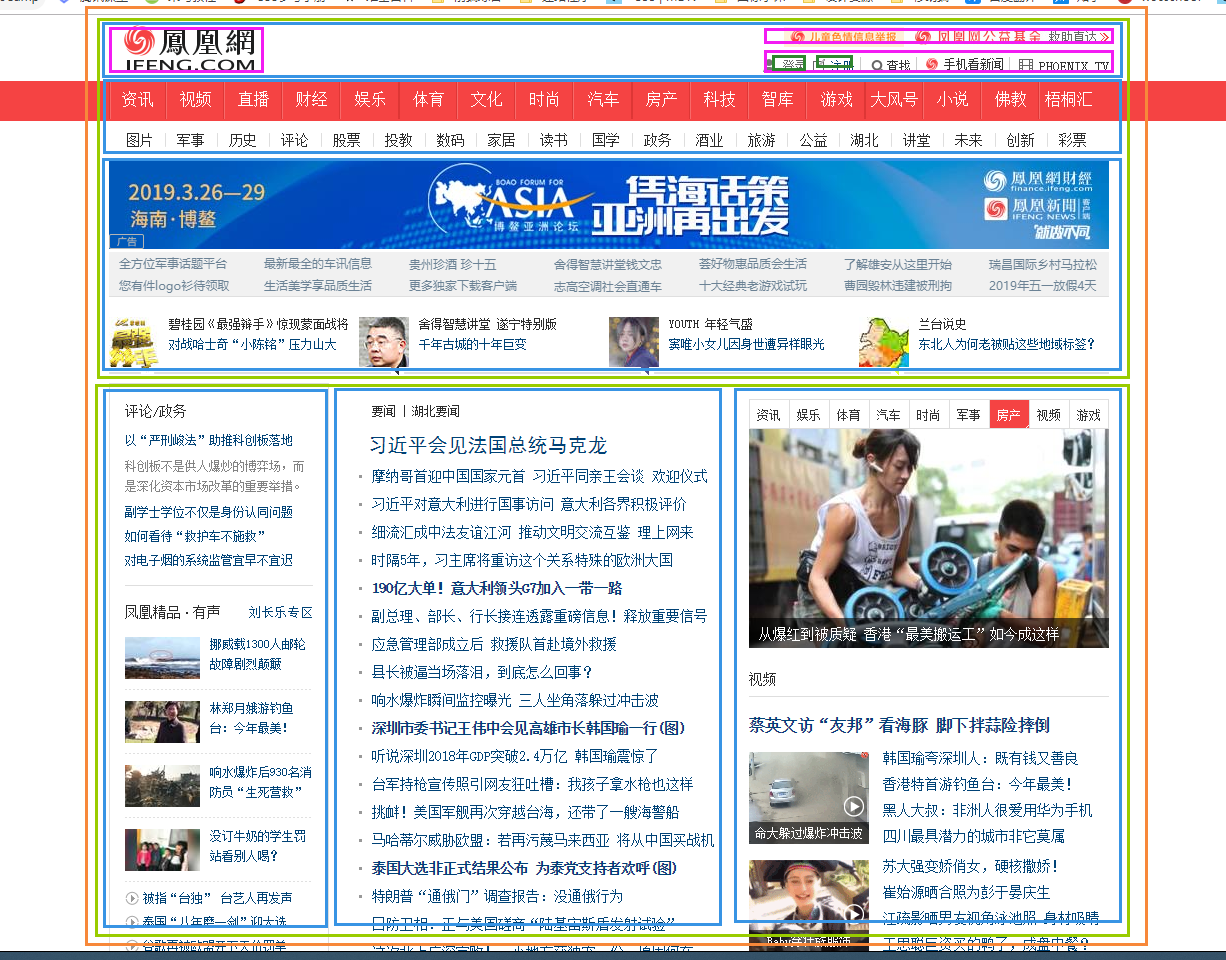 鳳凰網
IFENG.COM
儿童色情信息举报 凤凰网公益基金 救助直达
登录 注册 查找 手机看新闻 PHOENIX TV
资讯 视频 直播 财经 娱乐 体育 文化 时尚 汽车 房产 科技 智库 游戏 大风号 小说 佛教 梧桐汇
图片 军事 历史 评论 股票 投教 数码 家居 读书 国学 政务 酒业 旅游 公益 湖北 讲堂 未来 创新 彩票
2019.3.26—29
海南·博鳌
BOAO FORUM FOR
ASIA
博鳌亚洲论坛
凭海话策
亚洲再出发
鳳凰網財經
finance.ifeng.com
鳳凰新聞 客户端
IFENG NEWS
就做不同
广告
全方位军事话题平台 最新最全的车讯信息 贵州珍酒 珍十五 舍得智慧讲堂钱文忠 荟好物惠品质会生活 了解雄安从这里开始 瑞昌国际乡村马拉松
您有件logo衫待领取 生活美学享品质生活 更多独家下载客户端 志高空调社会直通车 十大经典老游戏试玩 曹园毁林违建被刑拘 2019年五一放假4天
碧桂园《最强辩手》惊现蒙面战将
对战哈士奇“小陈铭”压力山大
舍得智慧讲堂 遂宁特别版
千年古城的十年巨变
YOUTH 年轻气盛
窦唯小女儿因身世遭异样眼光
兰台说史
东北人为何老被贴这些地域标签？
评论/政务
以“严刑峻法”助推科创板落地
科创板不是供人爆炒的博弈场，而
是深化资本市场改革的重要举措。
副学士学位不仅是身份认同问题
如何看待“救护车不施救”
对电子烟的系统监管宜早不宜迟
凤凰精品·有声 刘长乐专区
挪威载1300人邮轮
故障剧烈颠簸
林郑月娥游钓鱼
台：今年最美！
响水爆炸后930名消
防员“生死营救”
没订牛奶的学生罚
站看别人喝？
被指“台独” 台艺人再发声
泰国“八年磨一剑”迎大选
要闻 | 湖北要闻
习近平会见法国总统马克龙
摩纳哥首迎中国国家元首 习近平同亲王会谈 欢迎仪式
习近平对意大利进行国事访问 意大利各界积极评价
细流汇成中法友谊江河 推动文明交流互鉴 理上网来
时隔5年，习主席将重访这个关系特殊的欧洲大国
190亿大单！意大利领头G7加入一带一路
副总理、部长、行长接连透露重磅信息！释放重要信号
应急管理部成立后 救援队首赴境外救援
县长被逼当场落泪，到底怎么回事？
响水爆炸瞬间监控曝光 三人坐角落躲过冲击波
深圳市委书记王伟中会见高雄市长韩国瑜一行(图)
听说深圳2018年GDP突破2.4万亿 韩国瑜震惊了
台军持枪宣传照引网友狂吐槽：我孩子拿水枪也这样
挑衅！美国军舰再次穿越台海，还带了一艘海警船
马哈蒂尔威胁欧盟：若再污蔑马来西亚 将从中国买战机
泰国大选非正式结果公布 为泰党支持者欢呼(图)
特朗普“通俄门”调查报告：没通俄行为
日防卫相：正与美国磋商“陆基宙斯盾发射试验”
资讯 娱乐 体育 汽车 时尚 军事 房产 视频 游戏
从爆红到被质疑 香港“最美搬运工”如今成这样
视频
蔡英文访“友邦”看海豚 脚下拌蒜险摔倒
命大躲过爆炸冲击波
韩国瑜夸深圳人：既有钱又善良
香港特首游钓鱼台：今年最美！
黑人大叔：非洲人很爱用华为手机
四川最具潜力的城市非它莫属
苏大强变娇俏女，硬核撒娇！
崔始源晒合照为彭于晏庆生
江疏影晒男友视角泳池照 身材吸睛